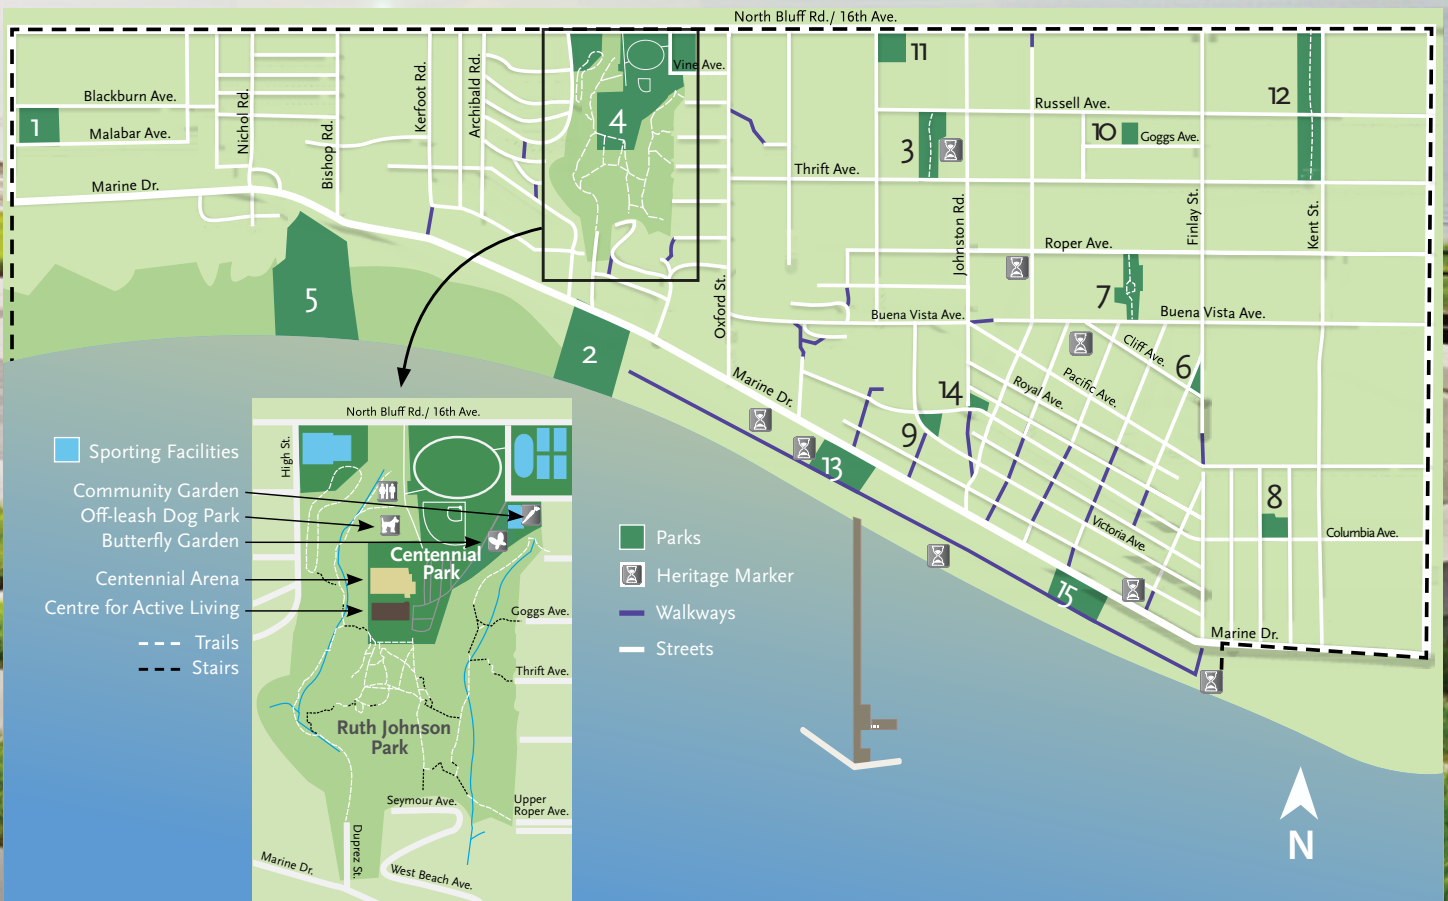 North Bluff Rd./ 16th Ave.
Blackburn Ave.
Malabar Ave.
Marine Dr.
Nichol Rd.
Bishop Rd.
Kerfoot Rd.
Archibald Rd.
Vine Ave.
Oxford St.
Thrift Ave.
Russell Ave.
Goggs Ave.
Johnston Rd.
Finlay St.
Kent St.
Roper Ave.
Buena Vista Ave.
Buena Vista Ave.
Cliff Ave.
Pacific Ave.
Royal Ave.
Marine Dr.
Victoria Ave.
Columbia Ave.
Marine Dr.
1
2
3
4
5
6
7
8
9
10
11
12
13
14
15
Sporting Facilities
Community Garden
Off-leash Dog Park
Butterfly Garden
Centennial Arena
Centre for Active Living
Trails
Stairs
North Bluff Rd./ 16th Ave.
High St.
Centennial
Park
Goggs Ave.
Thrift Ave.
Ruth Johnson
Park
Seymour Ave.
Upper
Roper Ave.
Duprez St.
Marine Dr.
West Beach Ave.
Parks
Heritage Marker
Walkways
Streets
N